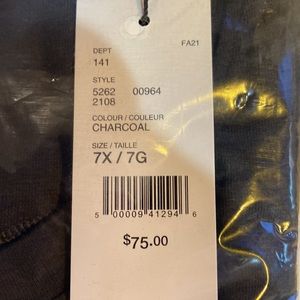 DEPT FA21
141
STYLE
5262 00964
2108
COLOUR / COULEUR
CHARCOAL
SIZE / TAILLE
7X / 7G
5 00009 41294 6
$75.00